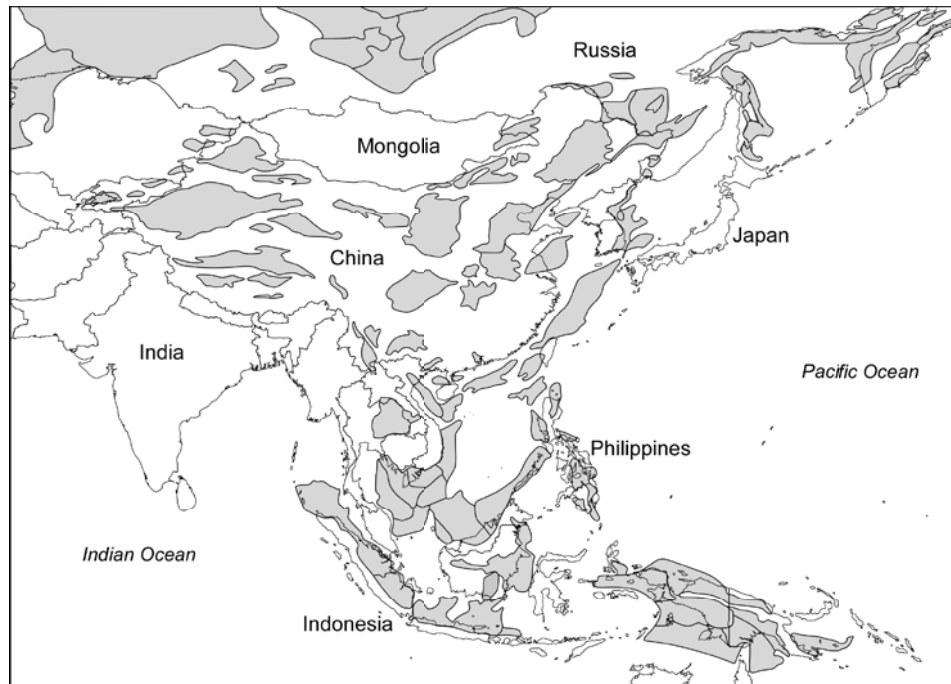 Russia
Mongolia
Japan
China
India
Pacific Ocean
Philippines
Indian Ocean
Indonesia